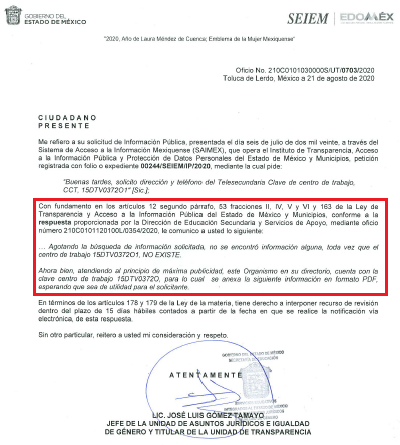 GOBIERNO DEL
ESTADO DE MÉXICO
SEIEM
EDOMÉX
"2020, Año de Laura Méndez de Cuenca; Emblema de la Mujer Mexiquense"
Oficio No. 210C0101030000S/UT/0703/2020
Toluca de Lerdo, México a 21 de agosto de 2020
CIUDADANO
PRESENTE
Me refiero a su solicitud de Información Pública, presentada el día seis de julio de dos mil veinte, a través del
Sistema de Acceso a la Información Mexiquense (SAIMEX), que opera el Instituto de Transparencia, Acceso
a la Información Pública y Protección de Datos Personales del Estado de México y Municipios, petición
registrada con folio o expediente 00244/SEIEM/IP/2020, mediante la cual pide:
"Buenas tardes, solicito dirección y teléfono- del Telesecundaria Clave de centro de trabajo,
CCT, 15DTV0372O1" [Sic.];
Con fundamento en los artículos 12 segundo párrafo, 53 fracciones II, IV, V y VI y 163 de la Ley de
Transparencia y Acceso a la Información Pública del Estado de México y Municipios, conforme a la
respuesta proporcionada por la Dirección de Educación Secundaria y Servicios de Apoyo, mediante oficio
número 210C0101120100L/0354/2020, le comunico a usted lo siguiente:
... Agotando la búsqueda de información solicitada, no se encontró información alguna, toda vez que el
centro de trabajo 15DTV0372O1, NO EXISTE.
Ahora bien, atendiendo al principio de máxima publicidad, este Organismo en su directorio, cuenta con la
clave centro de trabajo 15DTV0372O, para lo cual se anexa la siguiente información en formato PDF,
esperando que sea de utilidad para el solicitante.
En términos de los artículos 178 y 179 de la Ley de la materia, tiene derecho a interponer recurso de revisión
dentro del plazo de 15 días hábiles contados a partir de la fecha en que se realice la notificación vía
electrónica, de esta respuesta.
Sin otro particular, reitero a usted mi consideración y respeto.
ATENTAMENTE
LIC. JOSÉ LUIS GÓMEZ TAMAYO
JEFE DE LA UNIDAD DE ASUNTOS JURÍDICOS E IGUALDAD
DE GÉNERO Y TITULAR DE LA UNIDAD DE TRANSPARENCIA